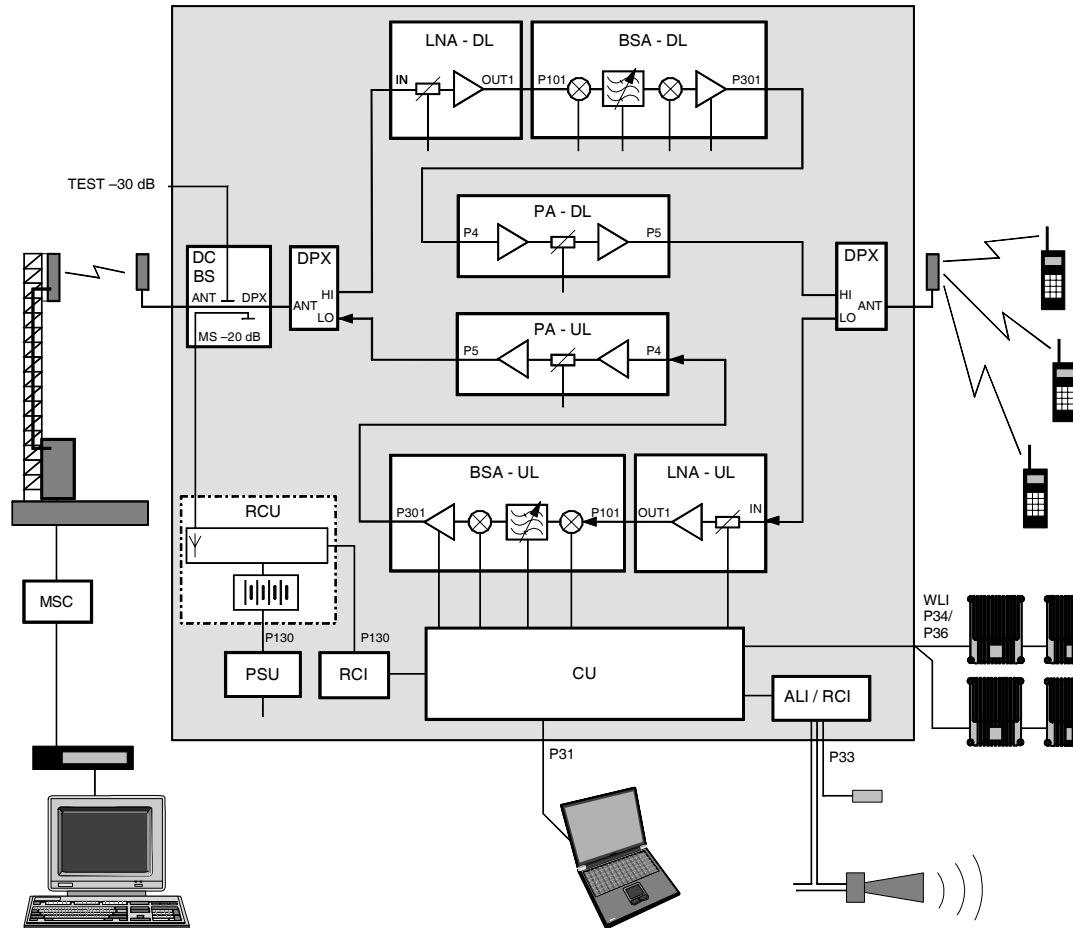 LNA - DL
BSA - DL
IN
OUT1
P101
P301
TEST –30 dB
PA - DL
P4
P5
DC
BS
ANT
DPX
MS –20 dB
DPX
HI
ANT
LO
DPX
HI
ANT
LO
PA - UL
P5
P4
BSA - UL
LNA - UL
P301
P101
OUT1
IN
RCU
MSC
P130
P130
PSU
RCI
CU
ALI / RCI
WLI
P34/
P36
P31
P33